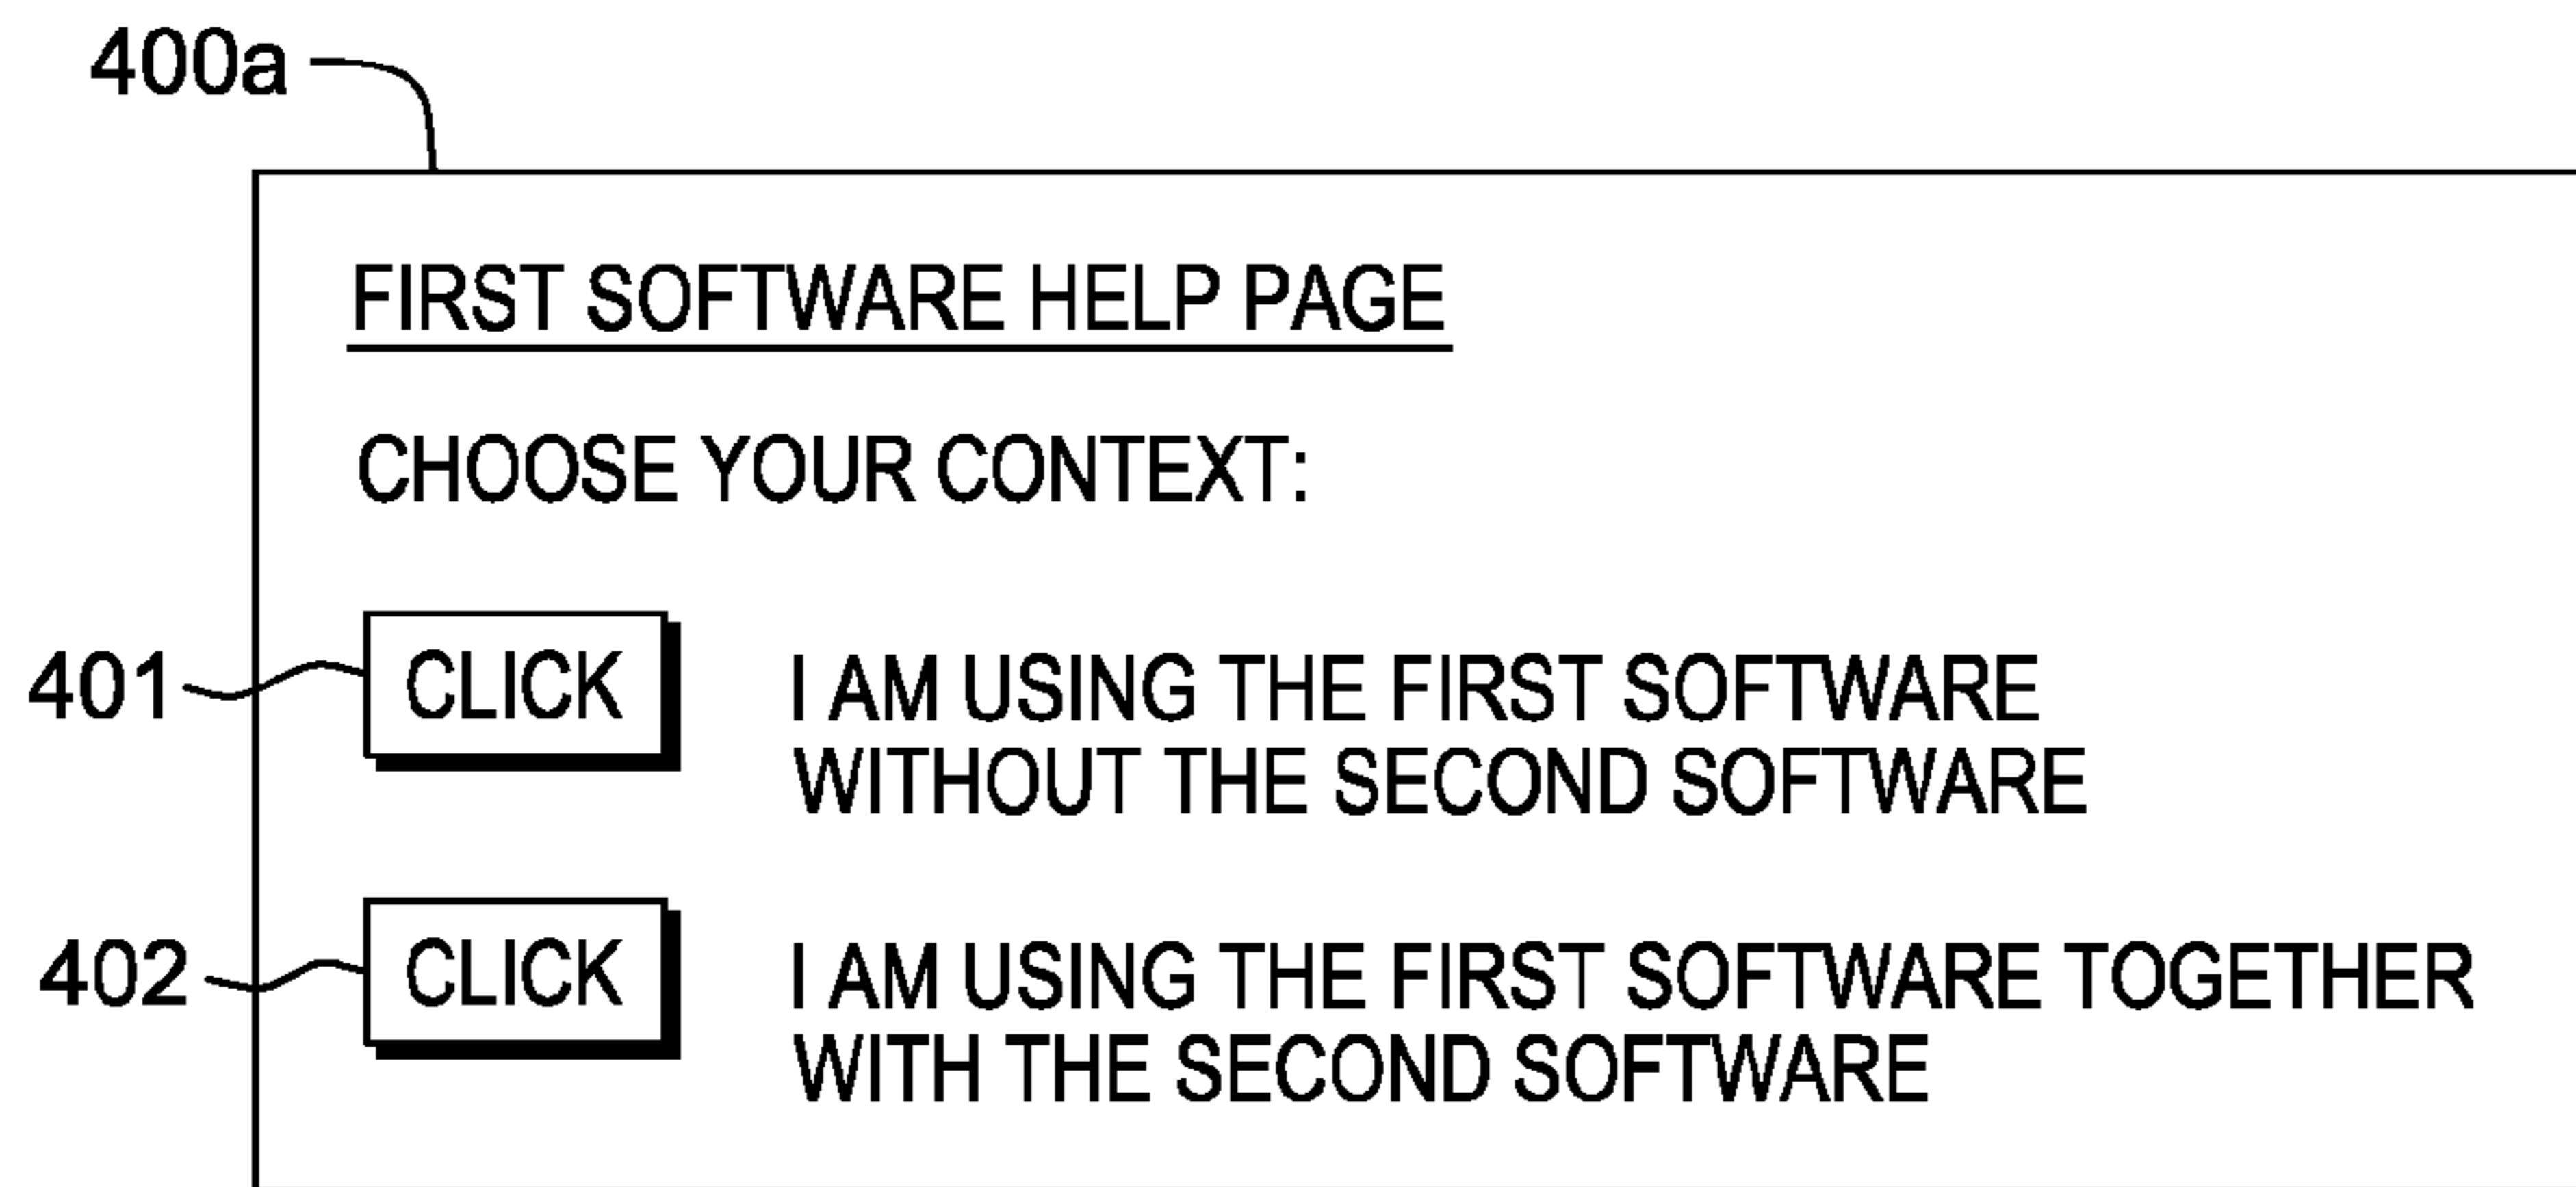 400a
FIRST SOFTWARE HELP PAGE
CHOOSE YOUR CONTEXT:
401 CLICK I AM USING THE FIRST SOFTWARE
WITHOUT THE SECOND SOFTWARE
402 CLICK I AM USING THE FIRST SOFTWARE TOGETHER
WITH THE SECOND SOFTWARE